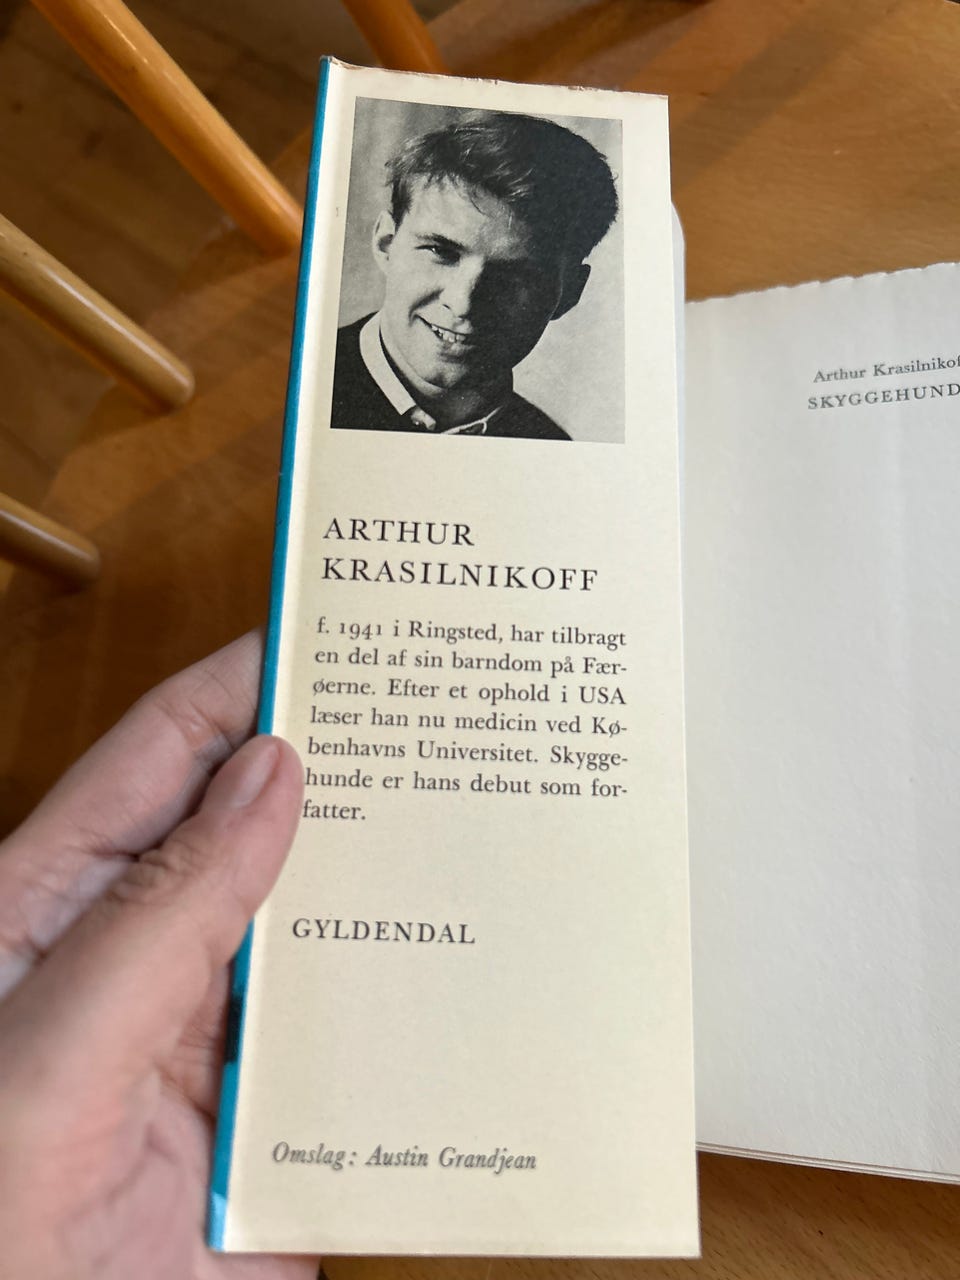 ARTHUR
KRASILNIKOFF
f. 1941 i Ringsted, har tilbragt
en del af sin barndom på Fær-
øerne. Efter et ophold i USA
læser han nu medicin ved Kø-
benhavns Universitet. Skygge-
hunde er hans debut som for-
fatter.
GYLDENDAL
Omslag: Austin Grandjean
Arthur Krasilnikof
SKYGGEHUND